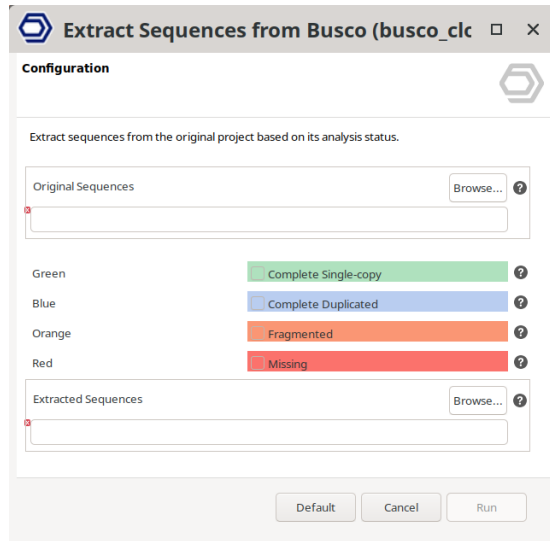 Extract Sequences from Busco (busco_clc
Configuration
Extract sequences from the original project based on its analysis status.
Original Sequences Browse... ?
Green Complete Single-copy ?
Blue Complete Duplicated ?
Orange Fragmented ?
Red Missing ?
Extracted Sequences Browse... ?
Default Cancel Run